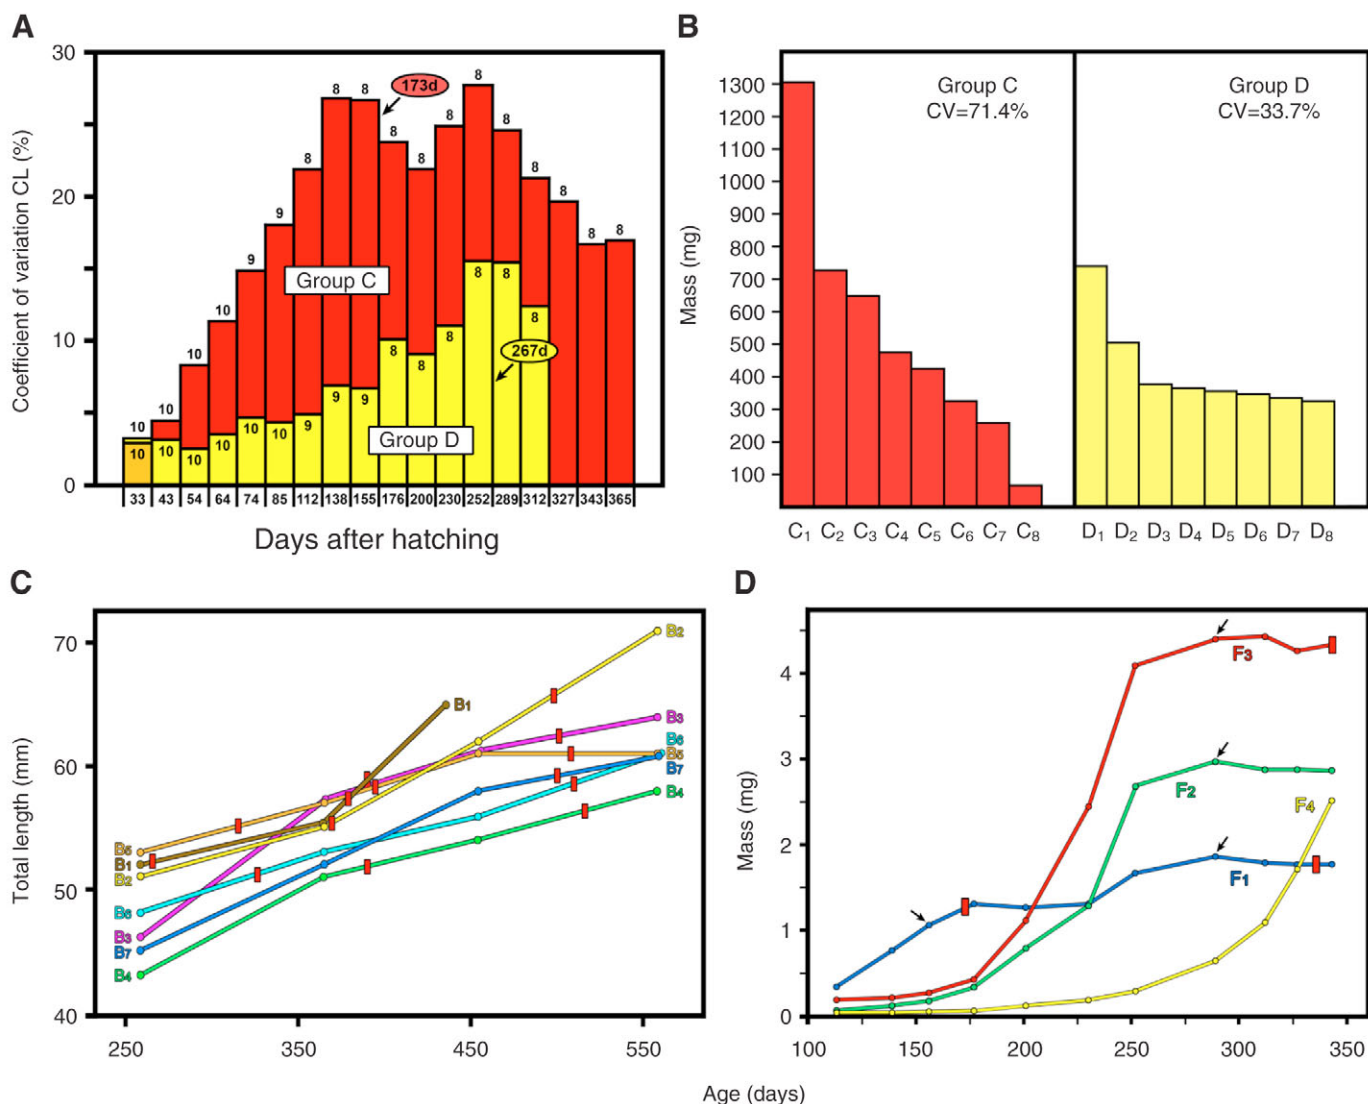 A
30
20
10
0
Coefficient of variation CL (%)
10 10 10 10 9 9 8 8 8 8 8 8 8 8 8 8 8 8
173d
Group C
10 10 10 10 10 10 9 9 9 8 8 8 8 8 8
267d
Group D
33 43 54 64 74 85 112 138 155 176 200 230 252 289 312 327 343 365
Days after hatching
B
1300
1200
1100
1000
900
800
700
600
500
400
300
200
100
Mass (mg)
Group C
CV=71.4%
Group D
CV=33.7%
C1 C2 C3 C4 C5 C6 C7 C8 D1 D2 D3 D4 D5 D6 D7 D8
C
70
60
50
40
Total length (mm)
B5
B1
B2
B6
B3
B7
B4
B1
B2
B3
B6
B5
B7
B4
250 350 450 550
D
4
3
2
1
0
Mass (mg)
F3
F2
F4
F1
100 150 200 250 300 350
Age (days)